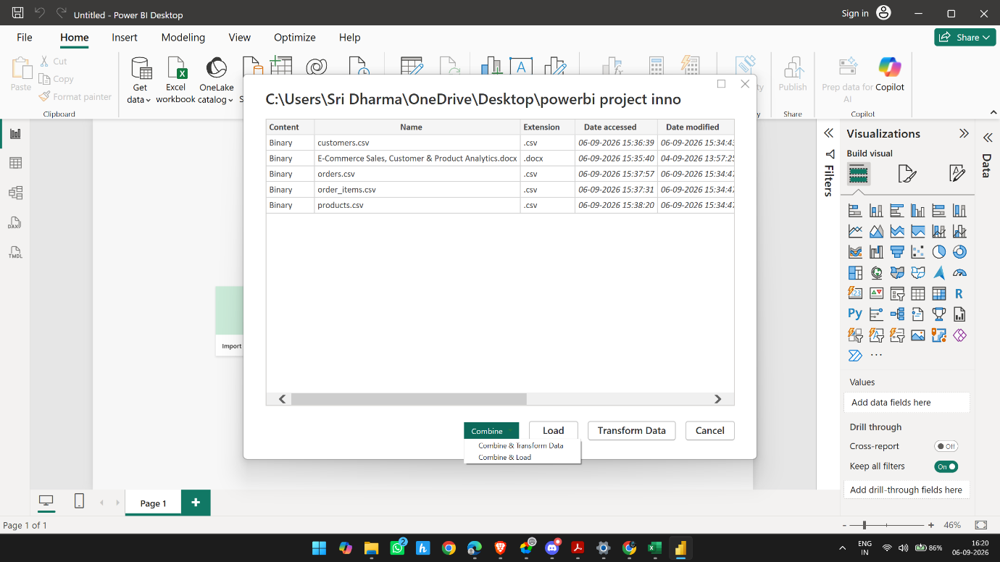 Untitled - Power BI Desktop
Sign in
File Home Insert Modeling View Optimize Help
Share
Paste
Cut
Copy
Format painter
Clipboard
Get data
Excel workbook
OneLake catalog
Publish
Share
Prep data for AI
Copilot
Copilot
C:\Users\Sri Dharma\OneDrive\Desktop\powerbi project inno
Content Name Extension Date accessed Date modified
Binary customers.csv .csv 06-09-2026 15:36:39 06-09-2026 15:34:43
Binary E-Commerce Sales, Customer & Product Analytics.docx .docx 06-09-2026 15:35:40 04-09-2026 13:57:25
Binary orders.csv .csv 06-09-2026 15:37:57 06-09-2026 15:34:47
Binary order_items.csv .csv 06-09-2026 15:37:31 06-09-2026 15:34:47
Binary products.csv .csv 06-09-2026 15:38:20 06-09-2026 15:34:47
Combine Load Transform Data Cancel
Combine & Transform Data
Combine & Load
Import
DAX
TMDL
Filters
Visualizations
Build visual
123
R
Py
Values
Add data fields here
Drill through
Cross-report Off
Keep all filters On
Add drill-through fields here
Data
Page 1
Page 1 of 1
- + 46%
2
ENG
IN
86%
16:20
06-09-2026